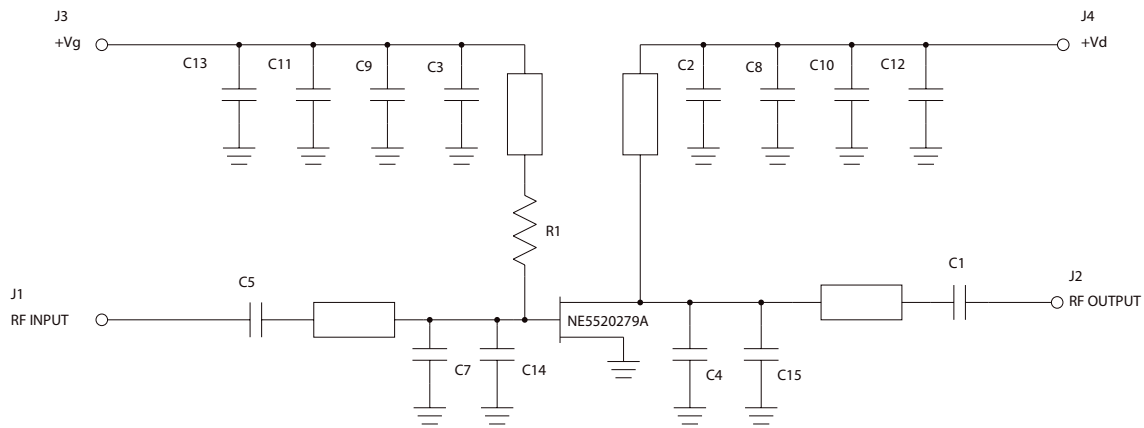 J3
+Vg
C13
C11
C9
C3
C2
C8
C10
C12
J4
+Vd
R1
J1
RF INPUT
C5
C7
C14
NE5520279A
C4
C15
C1
J2
RF OUTPUT